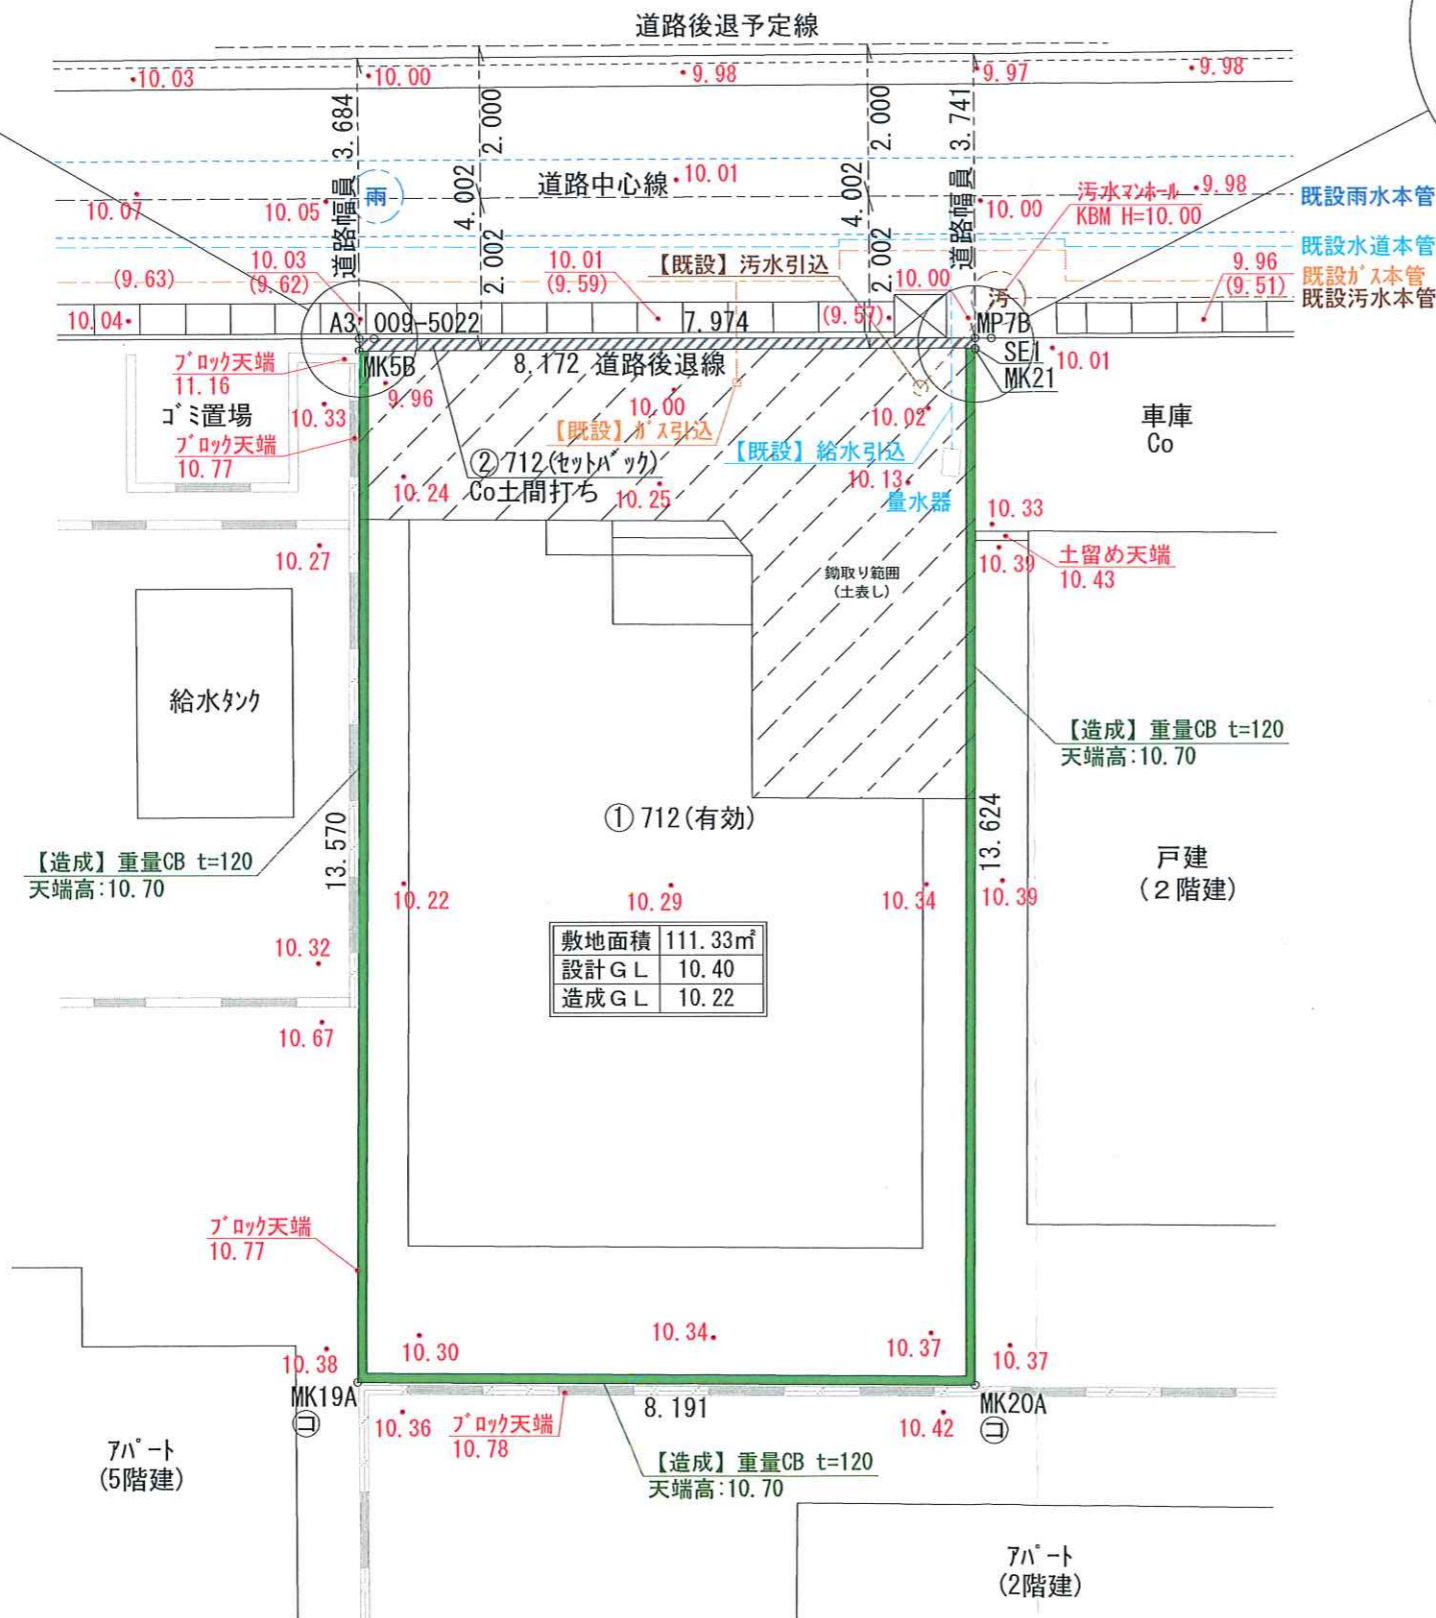 道路後退予定線
10.03
10.00
9.98
9.97
9.98
道路幅員 3.684
4.002
2.000
2.002
4.002
2.000
2.002
道路幅員 3.741
雨
道路中心線
10.01
汚水マンホール
KBM H=10.00
9.98
既設雨水本管
10.07
10.05
10.00
既設水道本管
(9.63)
10.03
(9.62)
10.01
(9.59)
【既設】汚水引込
10.00
汚
9.96
(9.51)
既設ガス本管
既設汚水本管
10.04
A3
009-5022
7.974
(9.57)
MP7B
SE1
MK21
10.01
ブロック天端
11.16
MK5B
8.172 道路後退線
ゴミ置場
10.33
9.96
10.00
10.02
車庫
Co
ブロック天端
10.77
【既設】ガス引込
【既設】給水引込
②712(セットバック)
Co土間打ち
10.24
10.25
10.13
量水器
10.33
10.27
10.39
土留め天端
10.43
鋤取り範囲
(土表し)
給水タンク
【造成】重量CB t=120
天端高:10.70
①712(有効)
13.570
13.624
【造成】重量CB t=120
天端高:10.70
戸建
(2階建)
10.22
10.29
10.34
10.39
敷地面積 111.33㎡
設計GL 10.40
造成GL 10.22
10.32
10.67
ブロック天端
10.77
10.38
10.30
10.34
10.37
10.37
MK19A
コ
8.191
MK20A
コ
10.36
ブロック天端
10.78
10.42
アパート
(5階建)
【造成】重量CB t=120
天端高:10.70
アパート
(2階建)